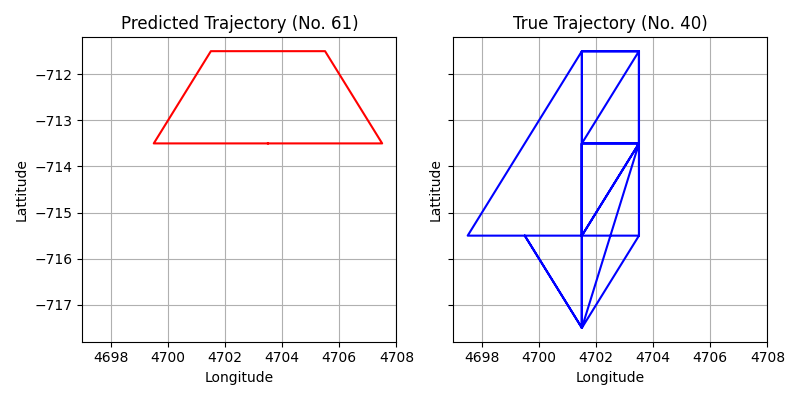 Predicted Trajectory (No. 61)
True Trajectory (No. 40)
Lattitude
−712
−713
−714
−715
−716
−717
4698 4700 4702 4704 4706 4708
Longitude
Lattitude
4698 4700 4702 4704 4706 4708
Longitude